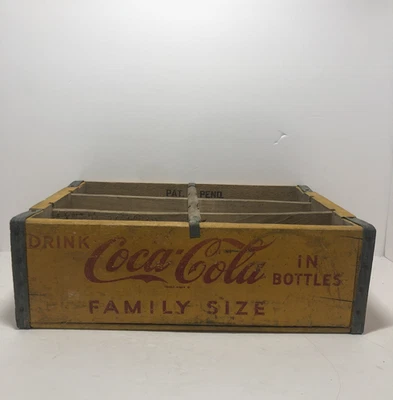 PAT. PEND.
DRINK Coca-Cola IN
BOTTLES
FAMILY SIZE